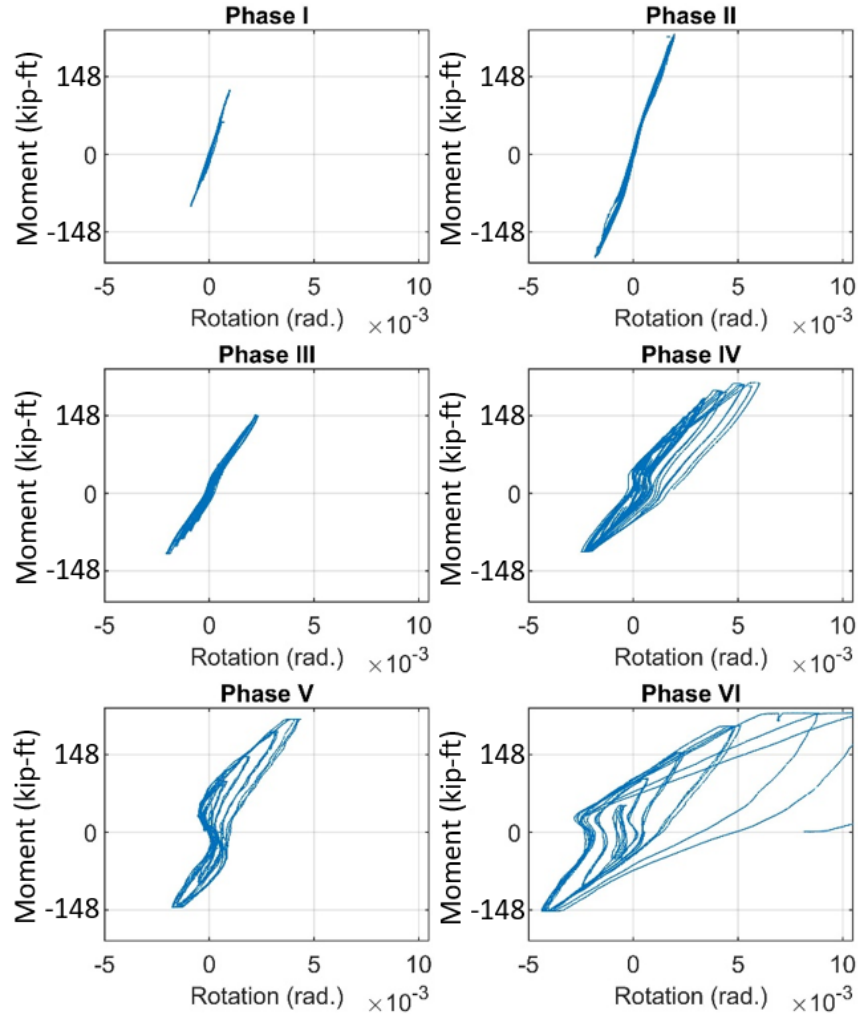 Phase I
Moment (kip-ft)
148
0
-148
-5 0 5 10
Rotation (rad.) ×10-3
Phase II
Moment (kip-ft)
148
0
-148
-5 0 5 10
Rotation (rad.) ×10-3
Phase III
Moment (kip-ft)
148
0
-148
-5 0 5 10
Rotation (rad.) ×10-3
Phase IV
Moment (kip-ft)
148
0
-148
-5 0 5 10
Rotation (rad.) ×10-3
Phase V
Moment (kip-ft)
148
0
-148
-5 0 5 10
Rotation (rad.) ×10-3
Phase VI
Moment (kip-ft)
148
0
-148
-5 0 5 10
Rotation (rad.) ×10-3